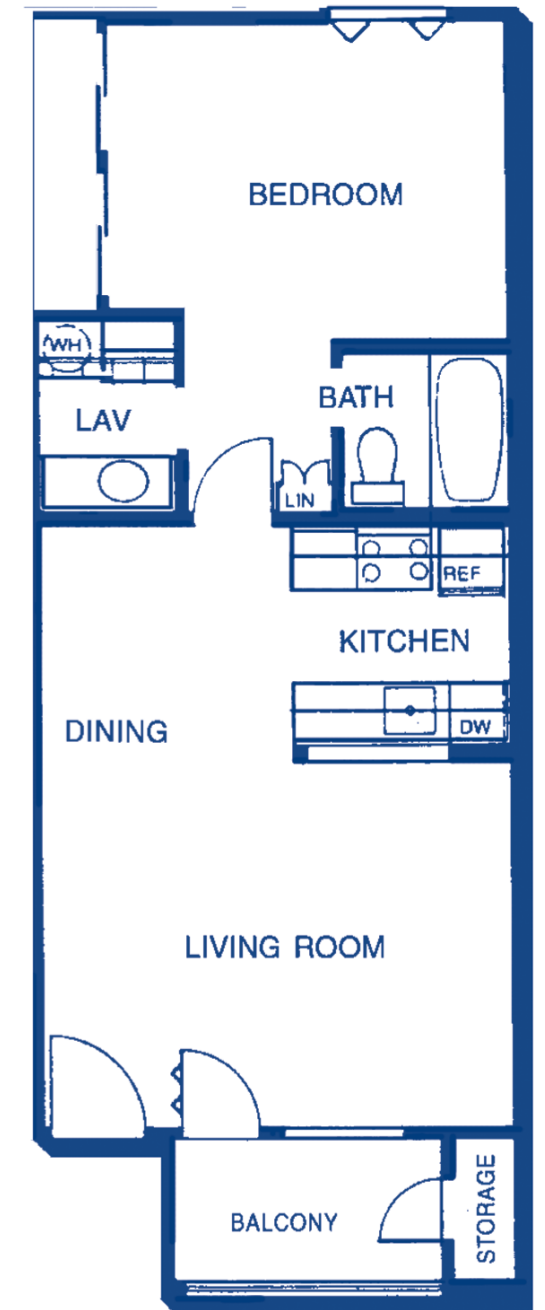 BEDROOM
WH
BATH
LAV
LIN
REF
KITCHEN
DINING
DW
LIVING ROOM
BALCONY
STORAGE